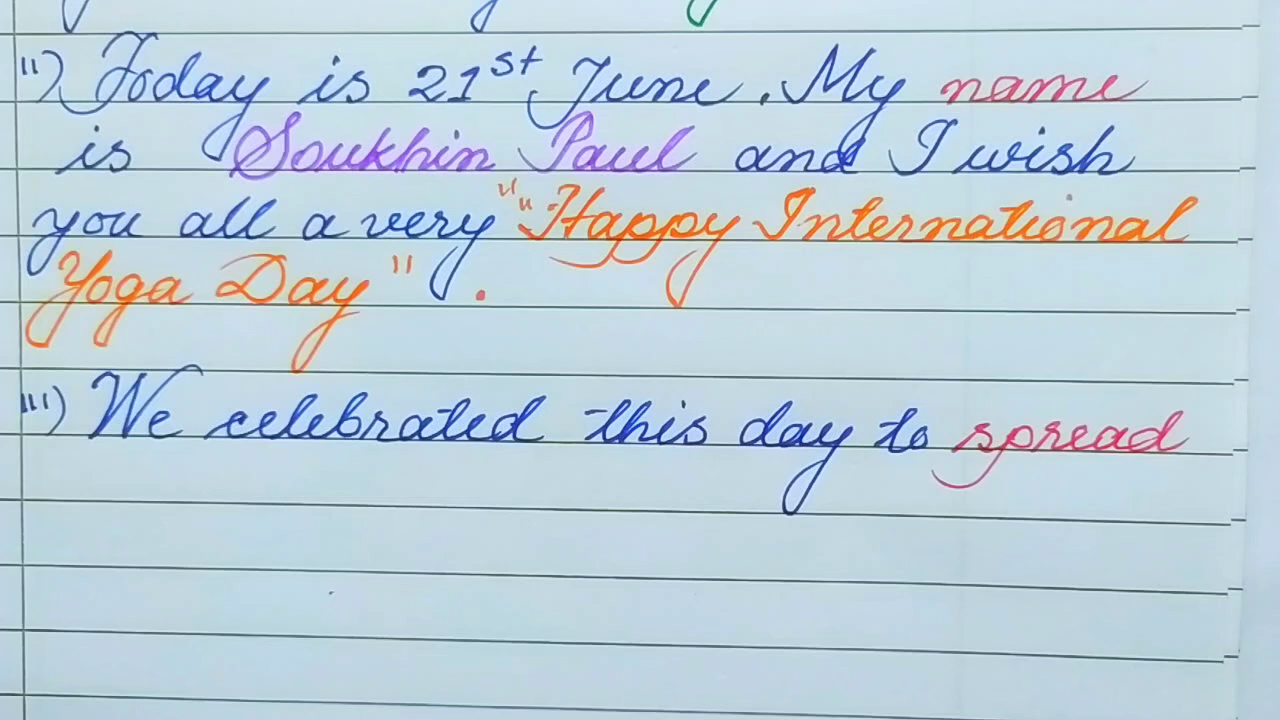 ii) Today is 21st June. My name
is Soukhin Paul and I wish
you all a very "Happy International
Yoga Day".
iii) We celebrated this day to spread